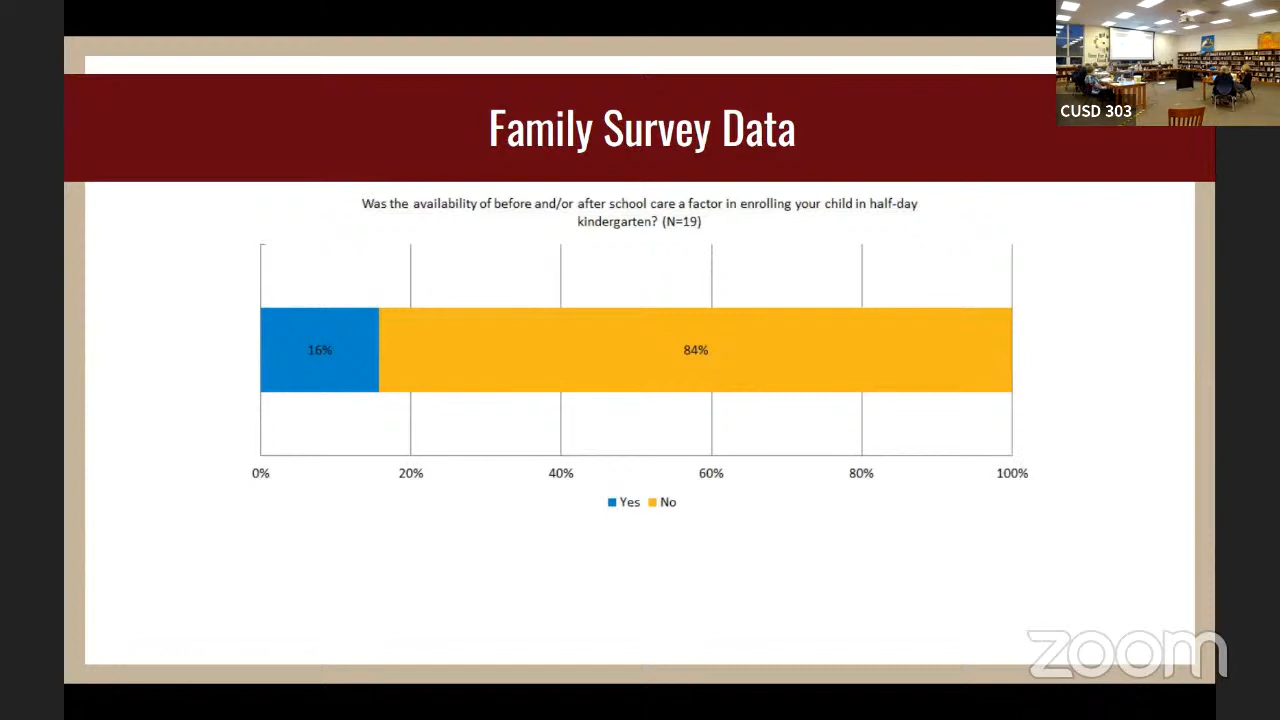 CUSD 303
Family Survey Data
Was the availability of before and/or after school care a factor in enrolling your child in half-day
kindergarten? (N=19)
16%
84%
0%
20%
40%
60%
80%
100%
Yes
No
zoom